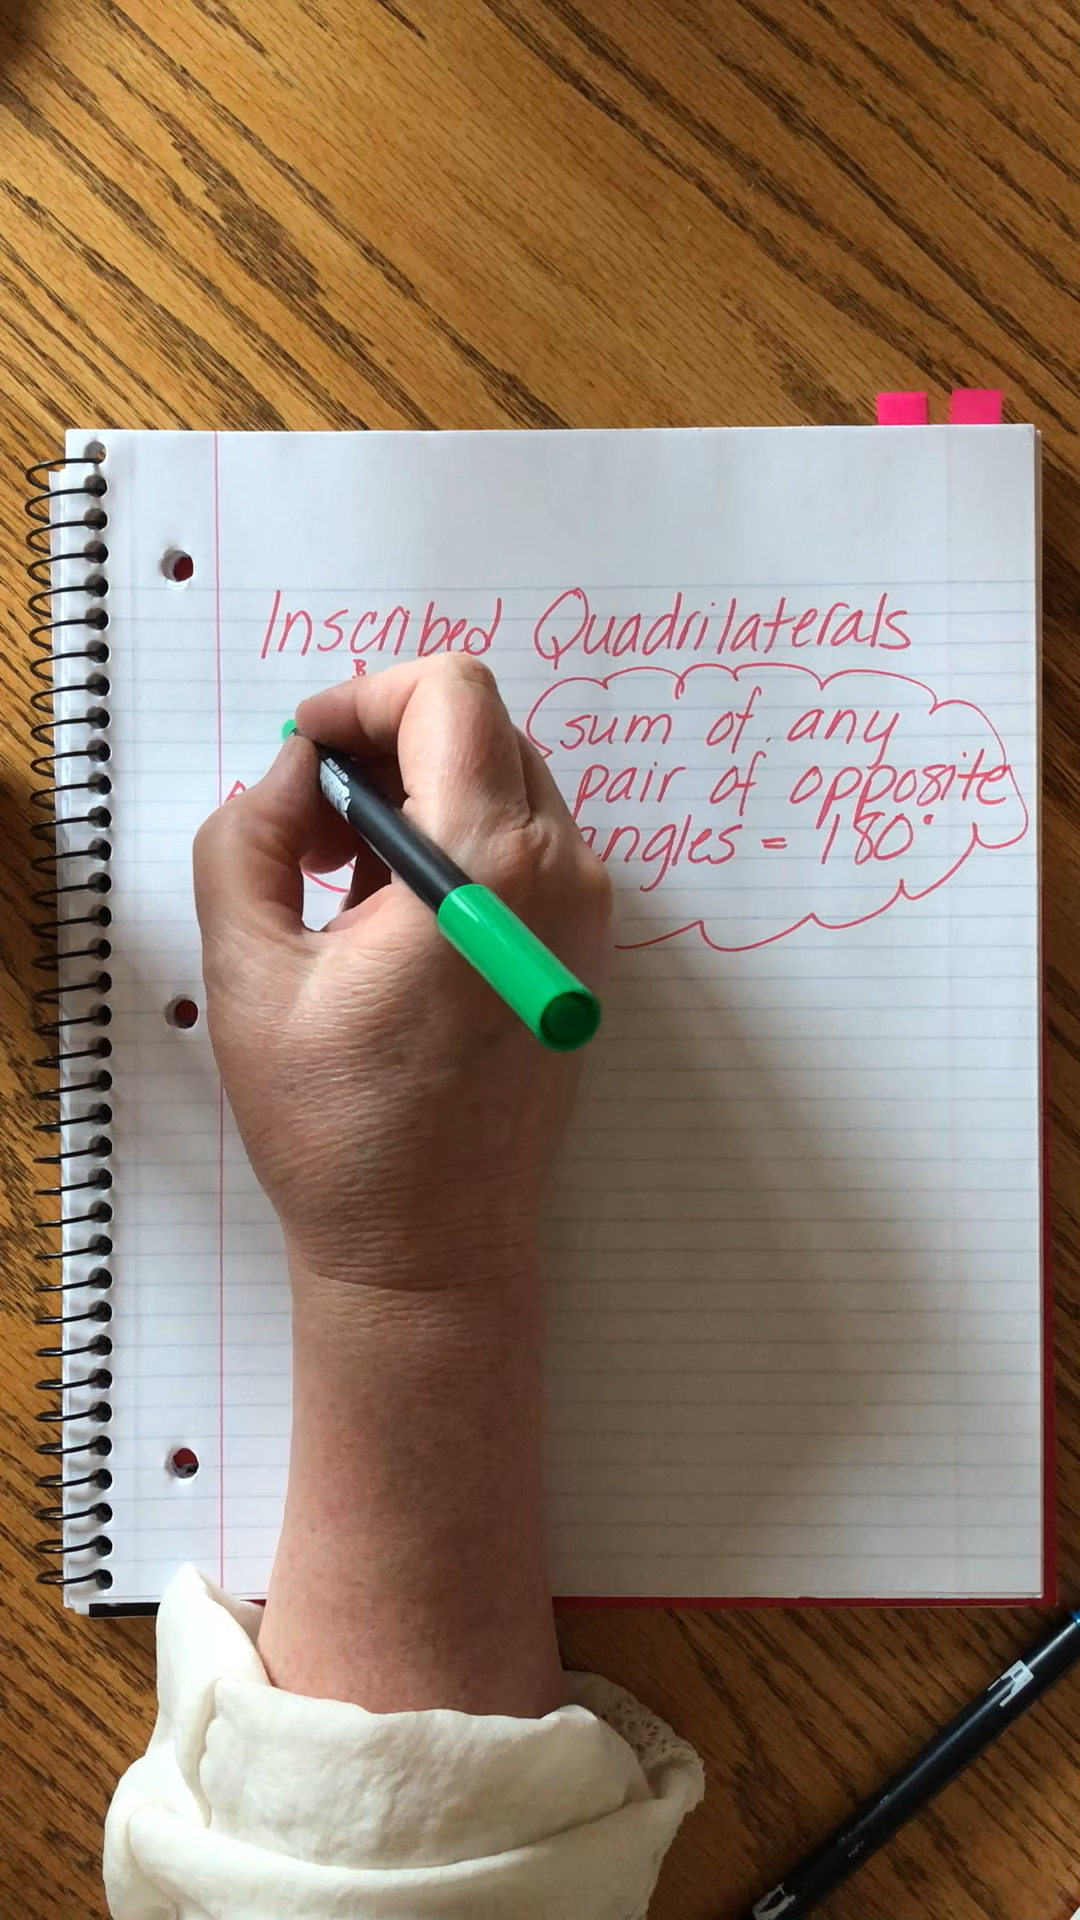 Inscribed Quadrilaterals
B
sum of any
A
pair of opposite
angles = 180°